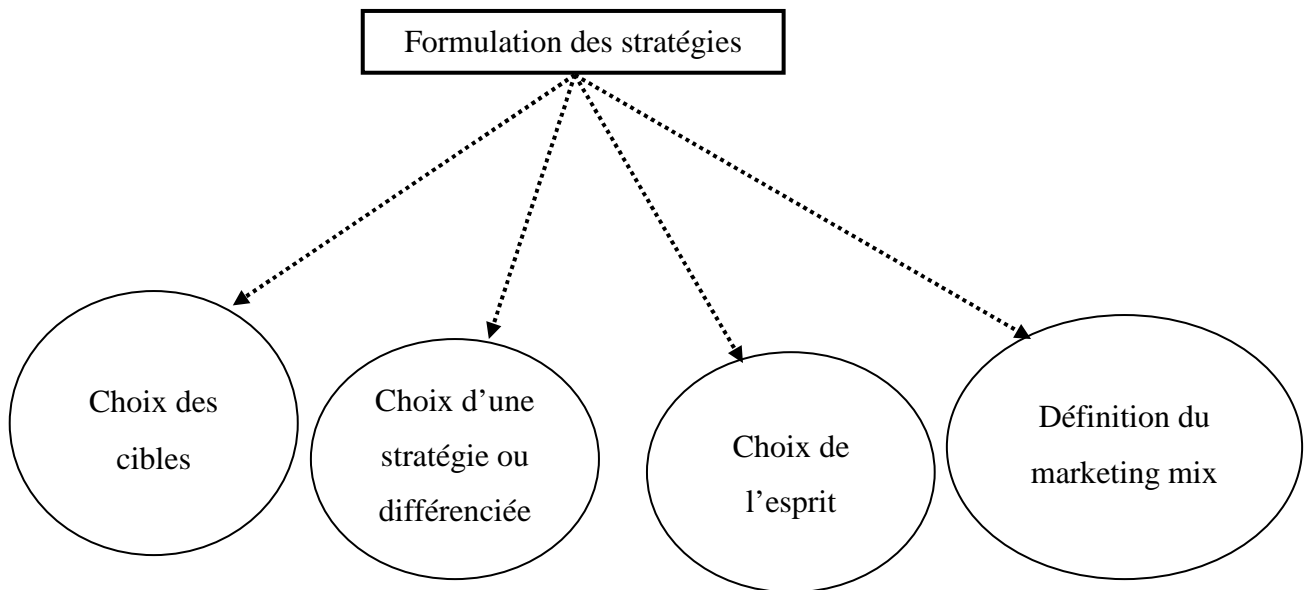 Formulation des stratégies
Choix des
cibles
Choix d’une
stratégie ou
différenciée
Choix de
l’esprit
Définition du
marketing mix